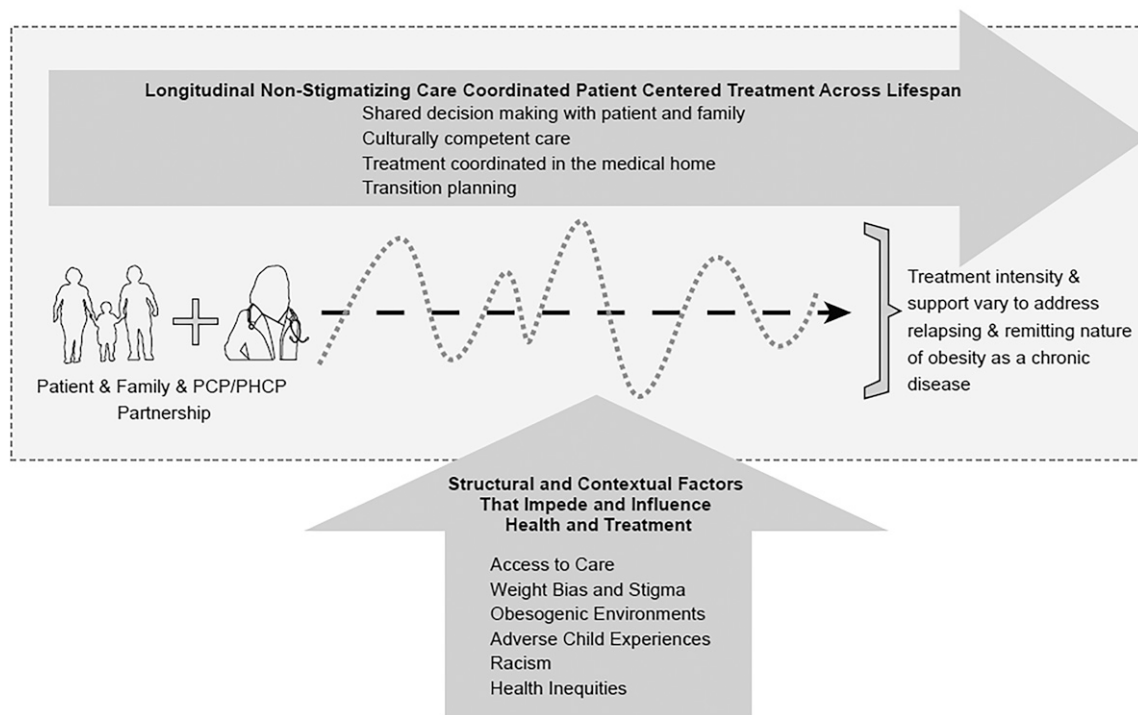 Longitudinal Non-Stigmatizing Care Coordinated Patient Centered Treatment Across Lifespan
Shared decision making with patient and family
Culturally competent care
Treatment coordinated in the medical home
Transition planning
Patient & Family & PCP/PHCP
Partnership
Treatment intensity &
support vary to address
relapsing & remitting nature
of obesity as a chronic
disease
Structural and Contextual Factors
That Impede and Influence
Health and Treatment
Access to Care
Weight Bias and Stigma
Obesogenic Environments
Adverse Child Experiences
Racism
Health Inequities